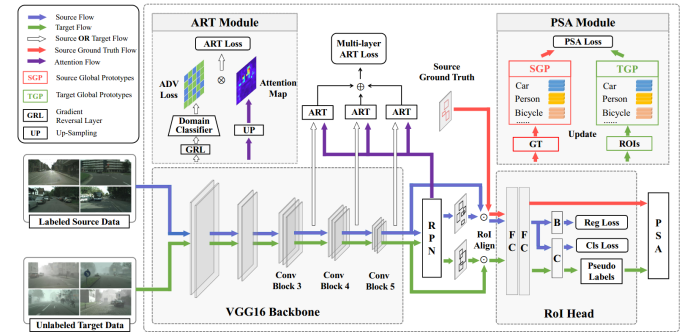 Source Flow
Target Flow
Source OR Target Flow
Source Ground Truth Flow
Attention Flow
SGP Source Global Prototypes
TGP Target Global Prototypes
GRL Gradient Reversal Layer
UP Up-Sampling
Labeled Source Data
Unlabeled Target Data
ART Module
ART Loss
ADV Loss
Attention Map
Domain Classifier
GRL
UP
Multi-layer ART Loss
ART
ART
ART
Source Ground Truth
PSA Module
PSA Loss
SGP
Car
Person
Bicycle
......
TGP
Car
Person
Bicycle
......
Update
GT
ROIs
Conv Block 3
Conv Block 4
Conv Block 5
VGG16 Backbone
RPN
RoI Align
FC
FC
B
C
Reg Loss
Cls Loss
Pseudo Labels
RoI Head
PSA